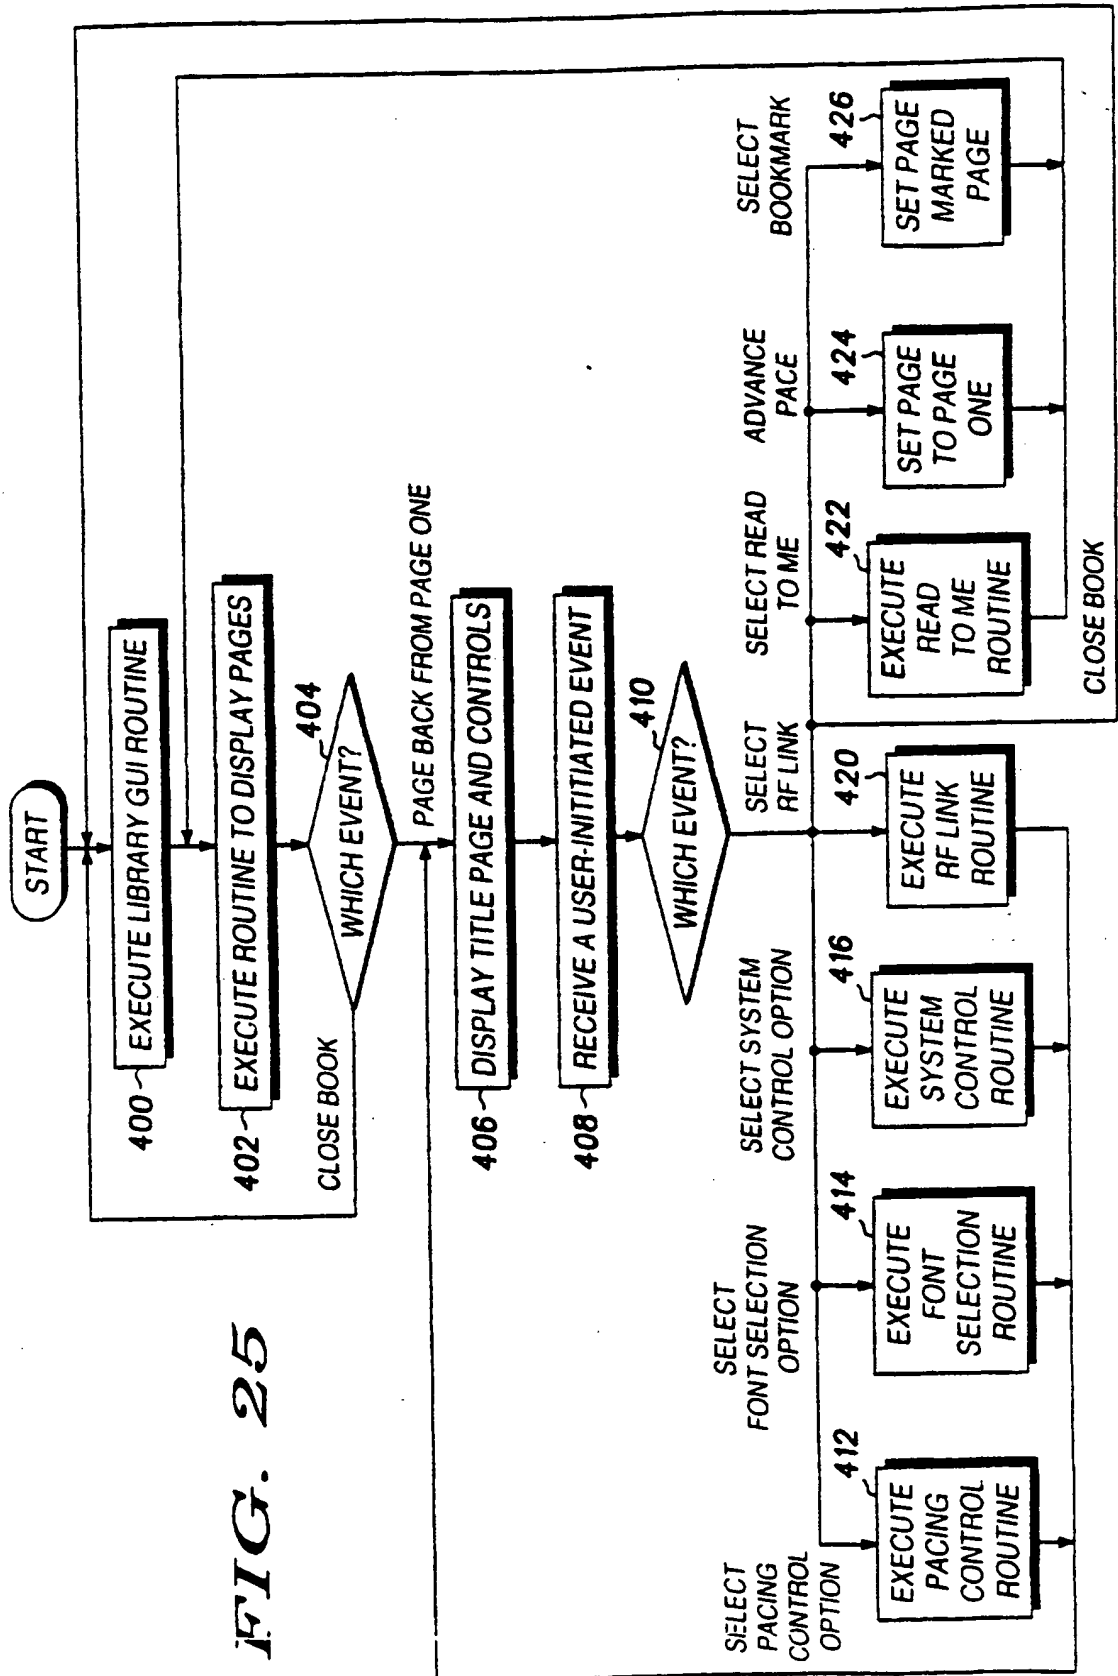 FIG. 25
START
400
EXECUTE LIBRARY GUI ROUTINE
402
EXECUTE ROUTINE TO DISPLAY PAGES
404
WHICH EVENT?
CLOSE BOOK
PAGE BACK FROM PAGE ONE
406
DISPLAY TITLE PAGE AND CONTROLS
408
RECEIVE A USER-INITITIATED EVENT
410
WHICH EVENT?
SELECT
PACING
CONTROL
OPTION
412
EXECUTE
PACING
CONTROL
ROUTINE
SELECT
FONT SELECTION
OPTION
414
EXECUTE
FONT
SELECTION
ROUTINE
SELECT SYSTEM
CONTROL OPTION
416
EXECUTE
SYSTEM
CONTROL
ROUTINE
SELECT
RF LINK
420
EXECUTE
RF LINK
ROUTINE
SELECT READ
TO ME
422
EXECUTE
READ
TO ME
ROUTINE
ADVANCE
PACE
424
SET PAGE
TO PAGE
ONE
SELECT
BOOKMARK
426
SET PAGE
MARKED
PAGE
CLOSE BOOK